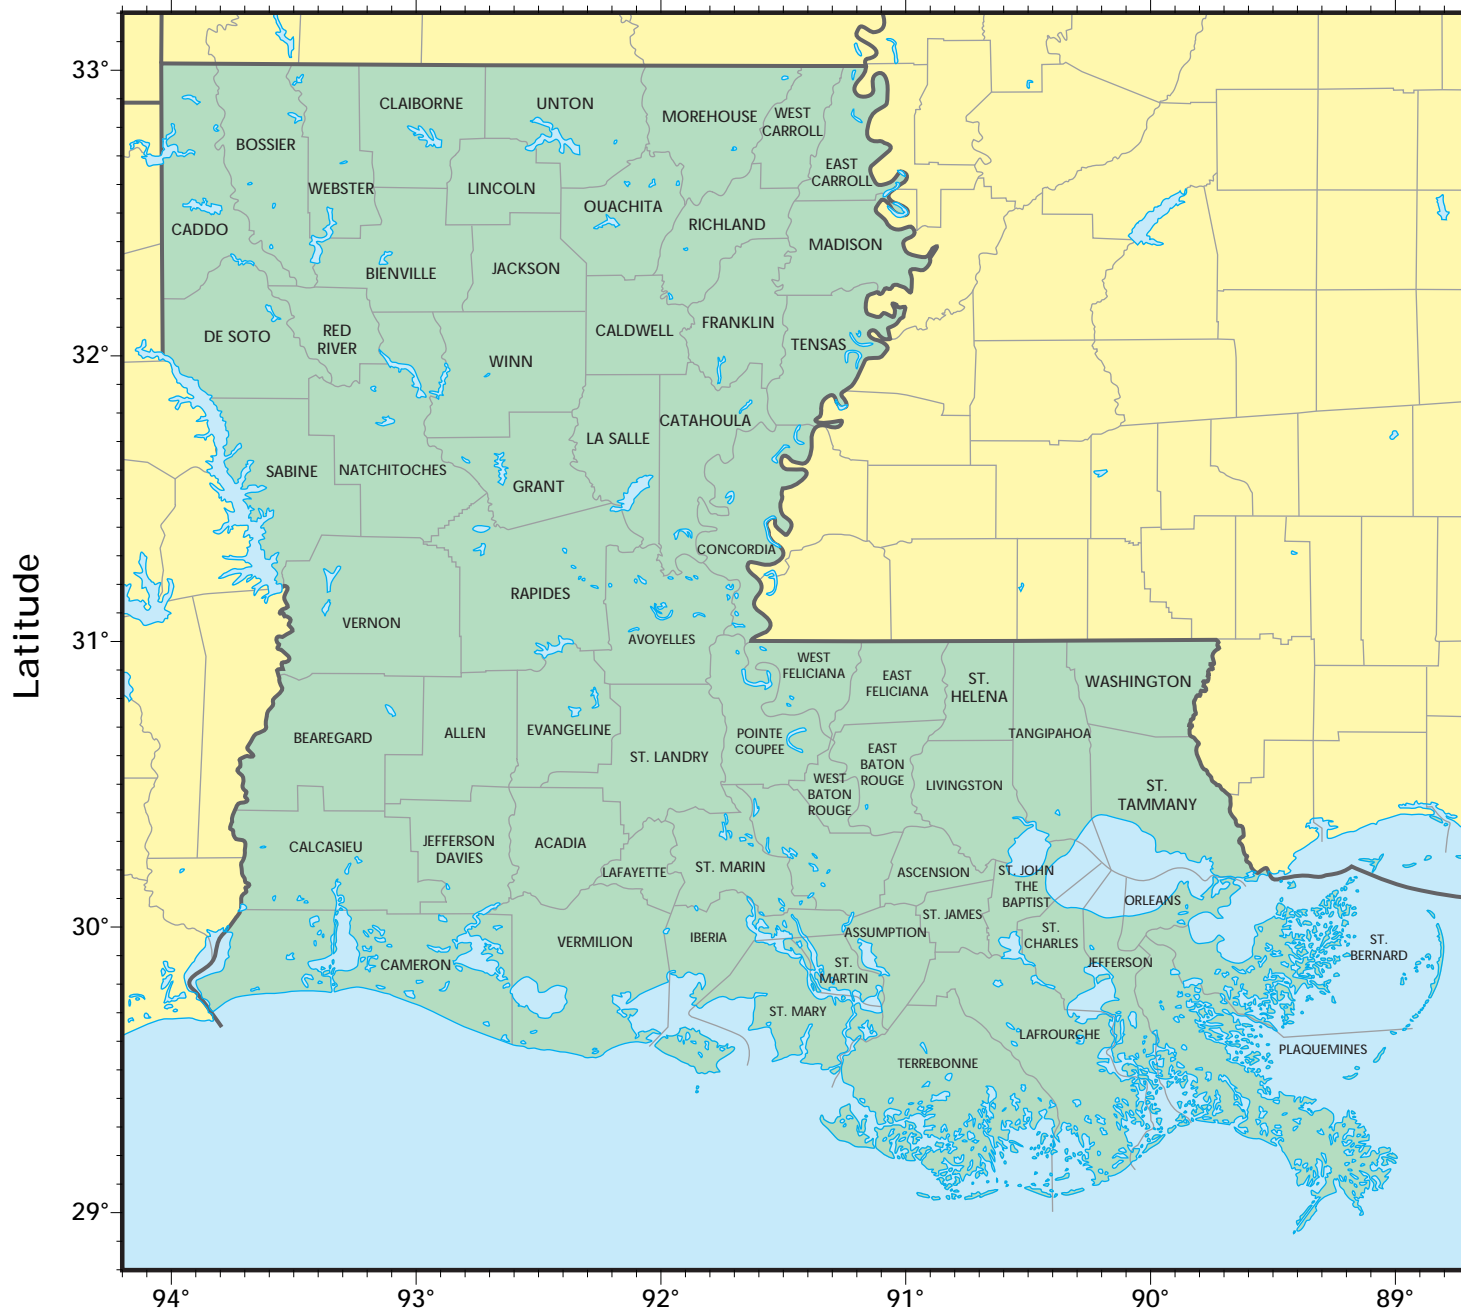 33°
CLAIBORNE
UNTON
MOREHOUSE
WEST
CARROLL
BOSSIER
EAST
CARROLL
WEBSTER
LINCOLN
OUACHITA
CADDO
RICHLAND
MADISON
BIENVILLE
JACKSON
DE SOTO
RED
RIVER
CALDWELL
FRANKLIN
TENSAS
32°
WINN
CATAHOULA
LA SALLE
SABINE
NATCHITOCHES
GRANT
CONCORDIA
Latitude
RAPIDES
VERNON
AVOYELLES
31°
WEST
FELICIANA
EAST
FELICIANA
ST.
HELENA
WASHINGTON
BEAREGARD
ALLEN
EVANGELINE
POINTE
COUPEE
TANGIPAHOA
ST. LANDRY
EAST
BATON
ROUGE
WEST
BATON
ROUGE
LIVINGSTON
ST.
TAMMANY
CALCASIEU
JEFFERSON
DAVIES
ACADIA
LAFAYETTE
ST. MARIN
ASCENSION
ST. JOHN
THE
BAPTIST
ORLEANS
30°
ST. JAMES
VERMILION
IBERIA
ASSUMPTION
ST.
CHARLES
ST.
BERNARD
CAMERON
ST.
MARTIN
JEFFERSON
ST. MARY
LAFROURCHE
TERREBONNE
PLAQUEMINES
29°
94°
93°
92°
91°
90°
89°